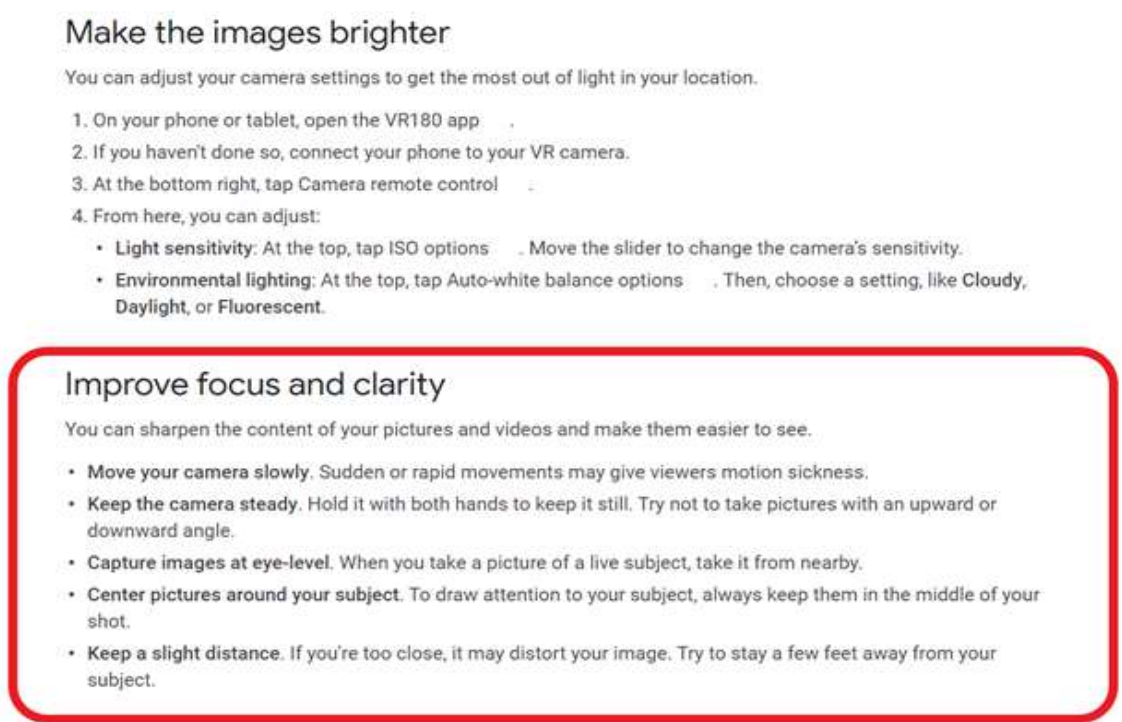 Make the images brighter
You can adjust your camera settings to get the most out of light in your location.
1. On your phone or tablet, open the VR180 app .
2. If you haven't done so, connect your phone to your VR camera.
3. At the bottom right, tap Camera remote control .
4. From here, you can adjust:
• Light sensitivity: At the top, tap ISO options . Move the slider to change the camera's sensitivity.
• Environmental lighting: At the top, tap Auto-white balance options . Then, choose a setting, like Cloudy,
Daylight, or Fluorescent.
Improve focus and clarity
You can sharpen the content of your pictures and videos and make them easier to see.
• Move your camera slowly. Sudden or rapid movements may give viewers motion sickness.
• Keep the camera steady. Hold it with both hands to keep it still. Try not to take pictures with an upward or
downward angle.
• Capture images at eye-level. When you take a picture of a live subject, take it from nearby.
• Center pictures around your subject. To draw attention to your subject, always keep them in the middle of your
shot.
• Keep a slight distance. If you're too close, it may distort your image. Try to stay a few feet away from your
subject.